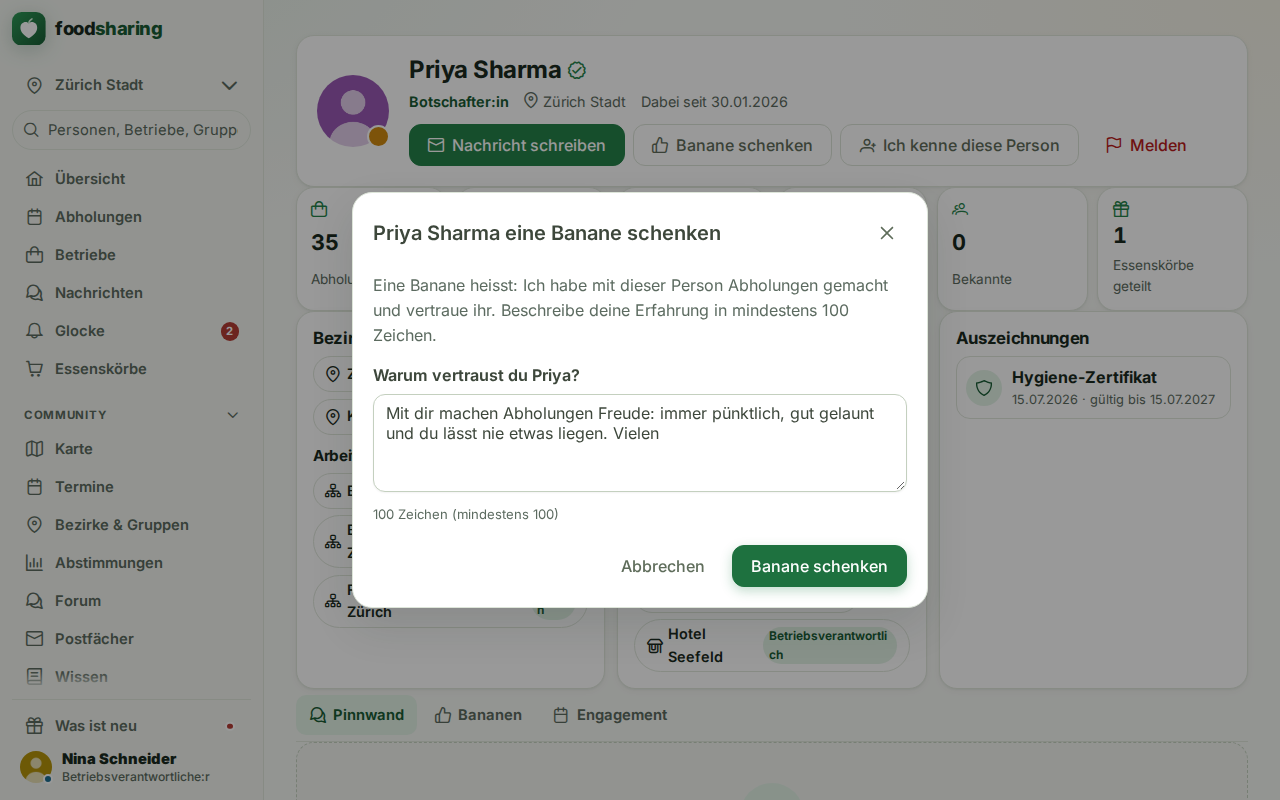 foodsharing
Zürich Stadt
Personen, Betriebe, Grupp
Übersicht
Abholungen
Betriebe
Nachrichten
Glocke
2
Essenskörbe
COMMUNITY
Karte
Termine
Bezirke & Gruppen
Abstimmungen
Forum
Postfächer
Wissen
Was ist neu
Nina Schneider
Betriebsverantwortliche:r
Priya Sharma
Botschafter:in
Zürich Stadt
Dabei seit 30.01.2026
Nachricht schreiben
Banane schenken
Ich kenne diese Person
Melden
35
0
Bekannte
1
Essenskörbe
geteilt
Priya Sharma eine Banane schenken
Eine Banane heisst: Ich habe mit dieser Person Abholungen gemacht
und vertraue ihr. Beschreibe deine Erfahrung in mindestens 100
Zeichen.
Warum vertraust du Priya?
Mit dir machen Abholungen Freude: immer pünktlich, gut gelaunt
und du lässt nie etwas liegen. Vielen
100 Zeichen (mindestens 100)
Abbrechen
Banane schenken
Zürich
Hotel
Seefeld
Betriebsverantwortli
ch
Auszeichnungen
Hygiene-Zertifikat
15.07.2026 · gültig bis 15.07.2027
Pinnwand
Bananen
Engagement